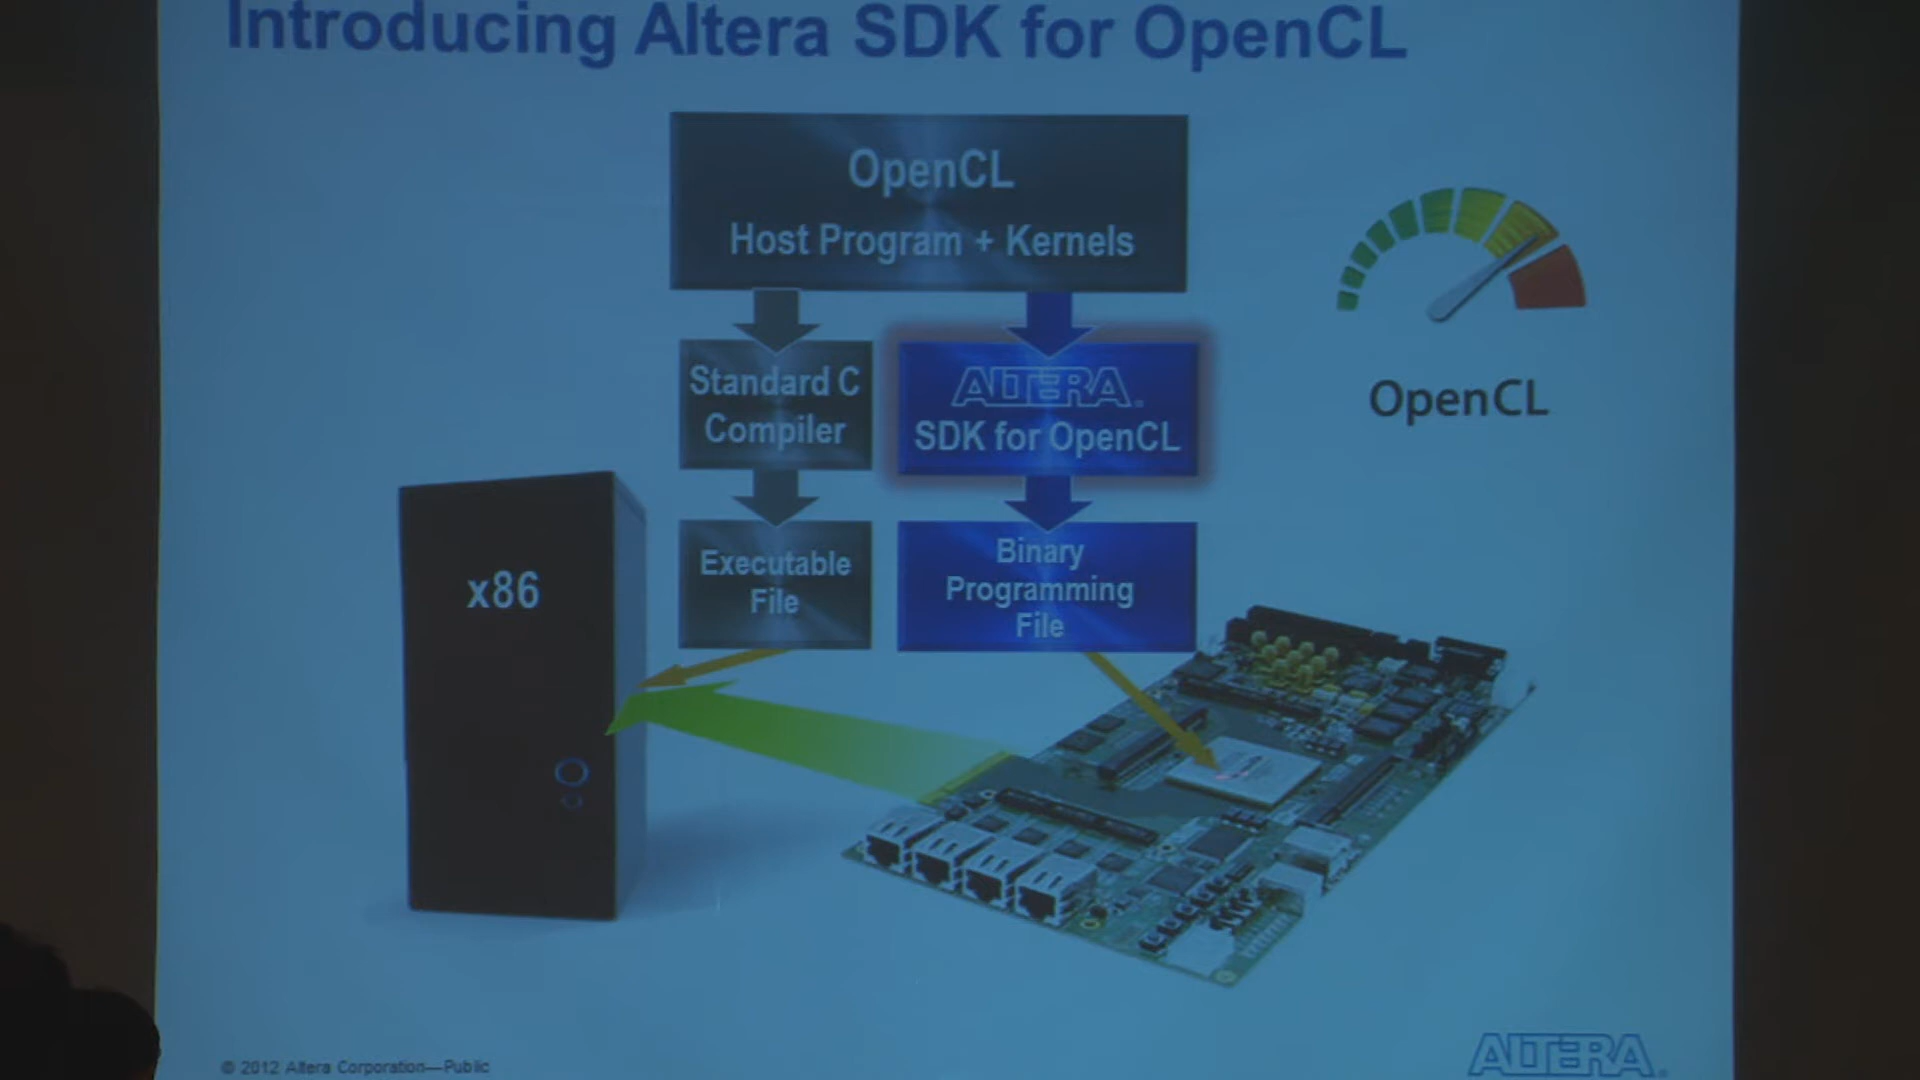 Introducing Altera SDK for OpenCL
OpenCL
Host Program + Kernels
Standard C
Compiler
ALTERA
SDK for OpenCL
OpenCL
Executable
File
Binary
Programming
File
x86
© 2012 Altera Corporation—Public
ALTERA